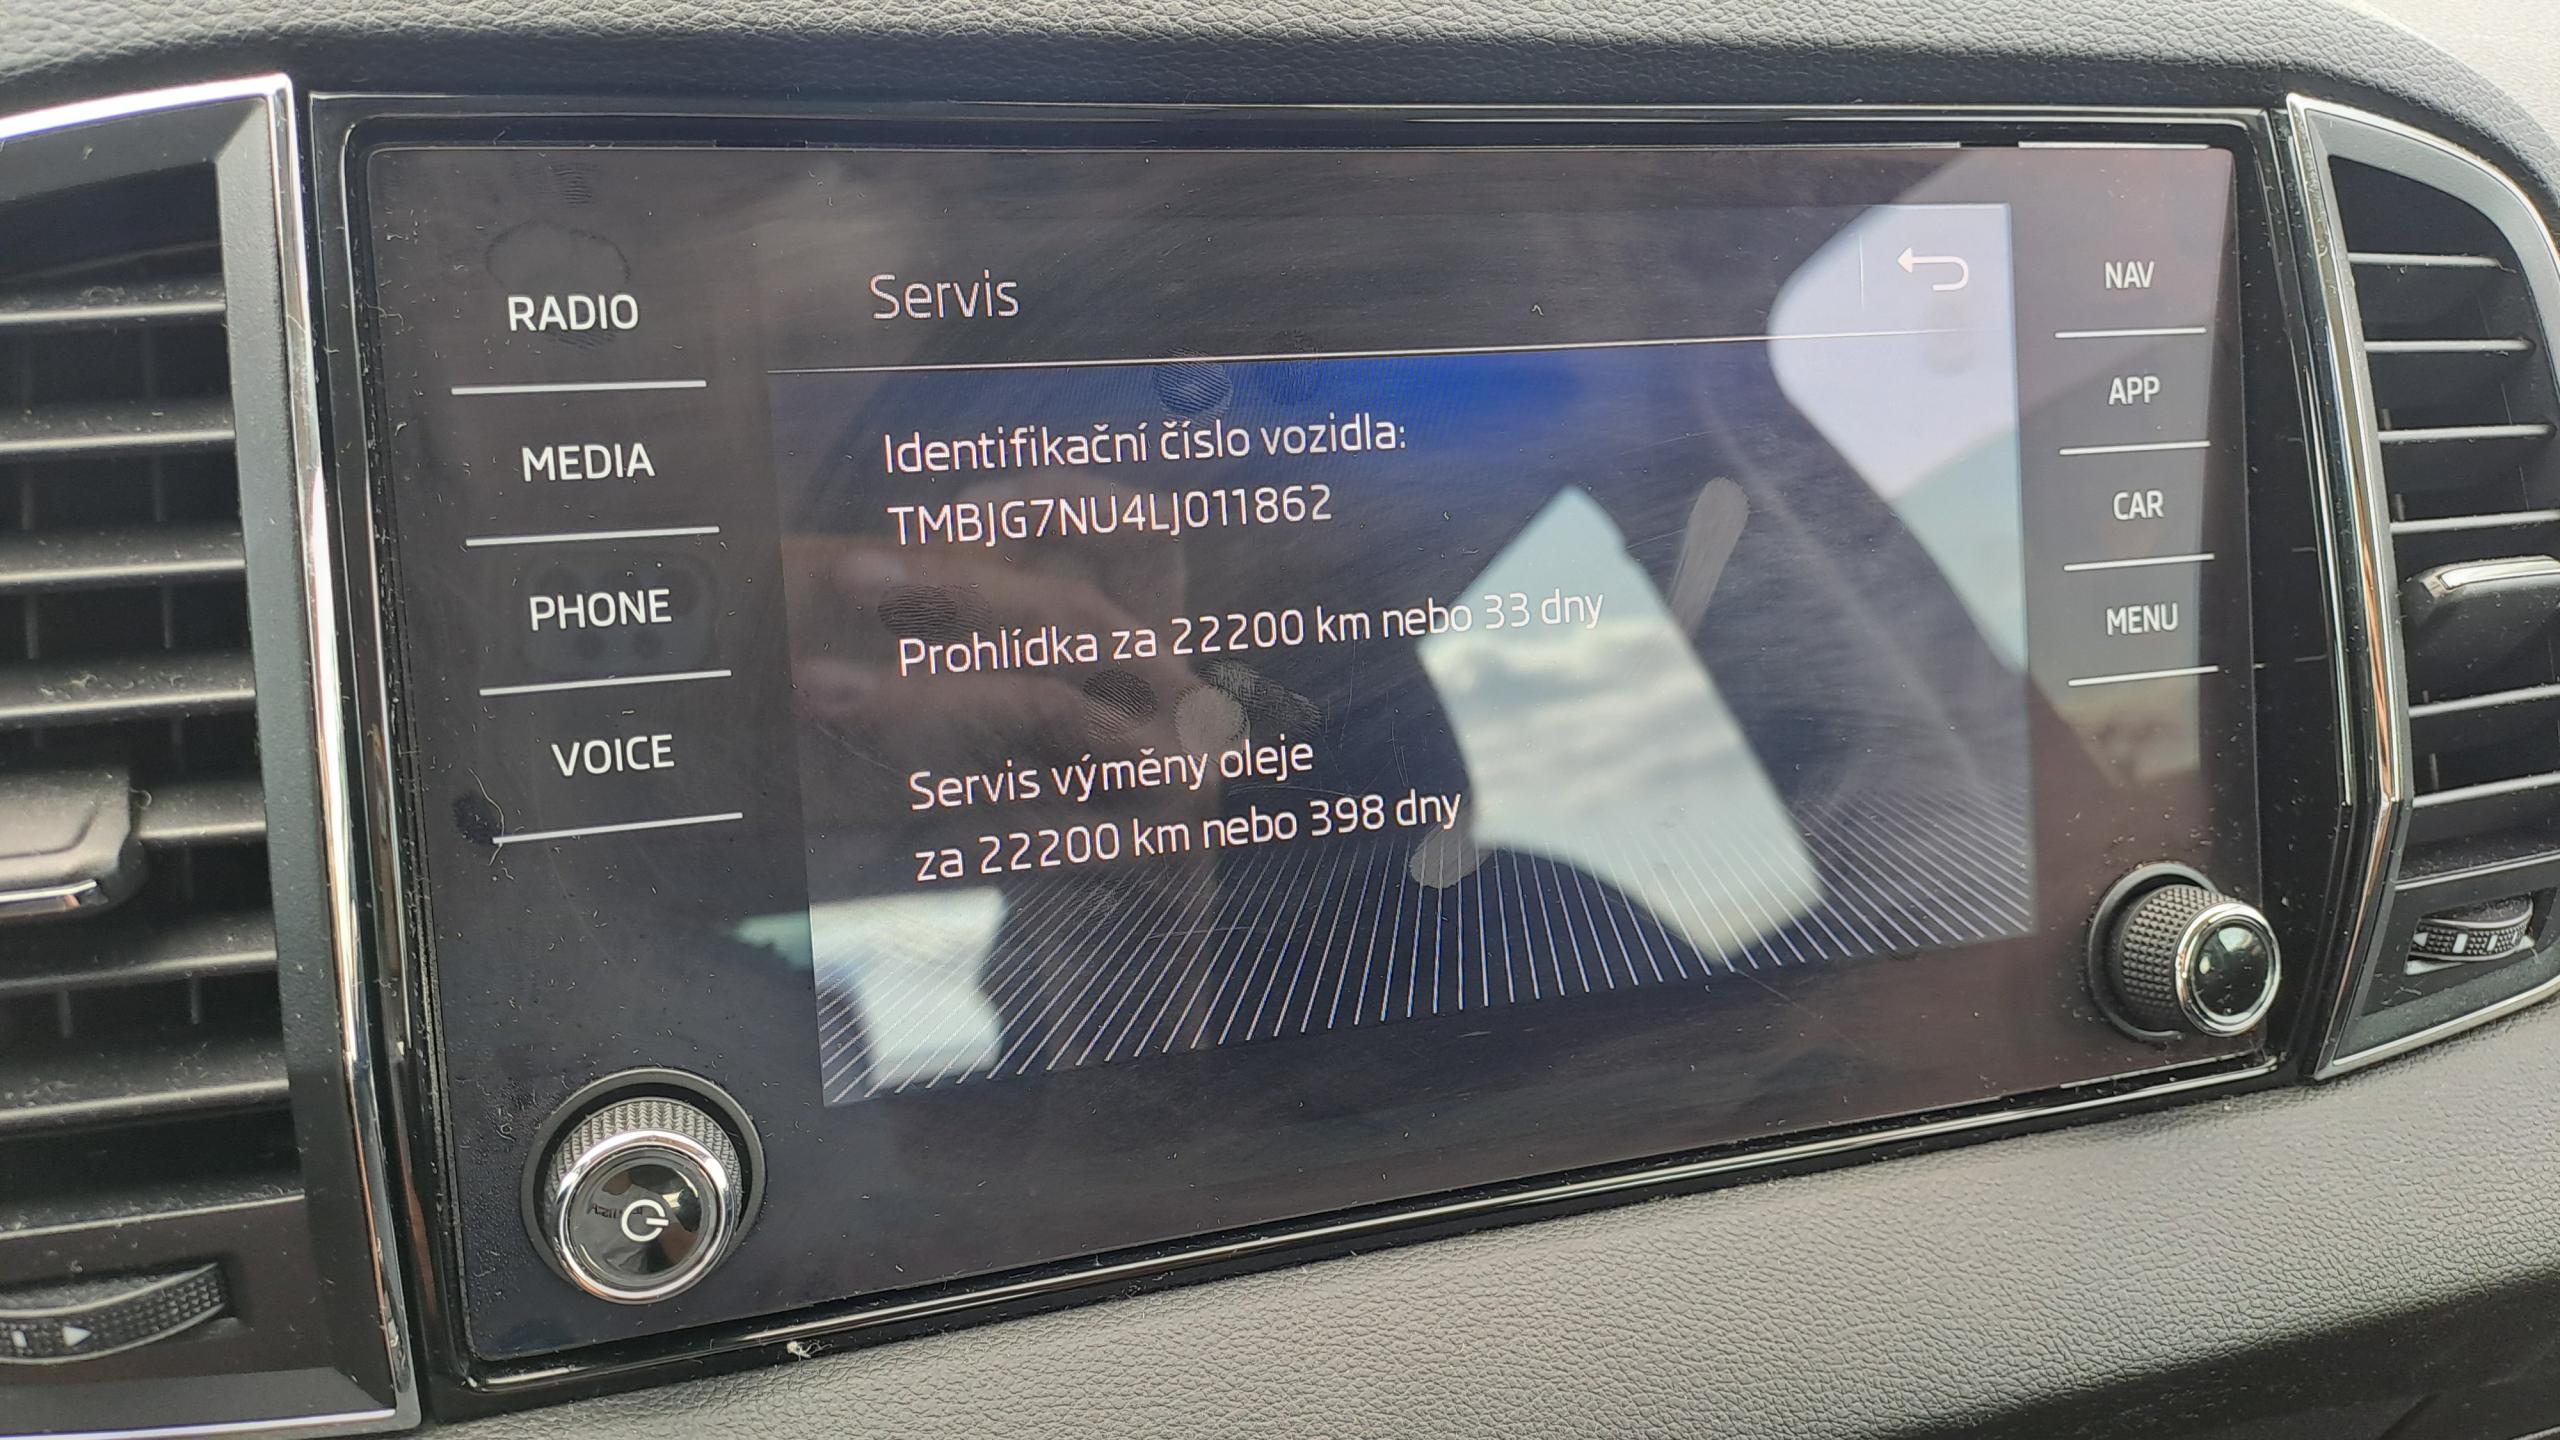 Servis
RADIO
MEDIA
PHONE
VOICE
Identifikační číslo vozidla:
TMBJG7NU4LJ011862
Prohlídka za 22200 km nebo 33 dny
Servis výměny oleje
za 22200 km nebo 398 dny
NAV
APP
CAR
MENU